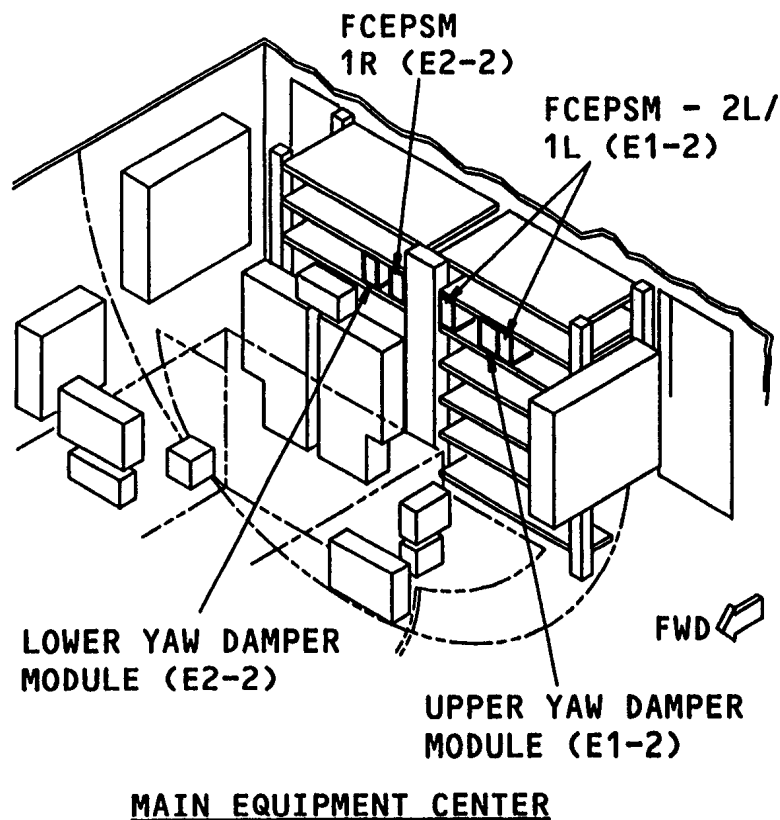 FCEPSM
1R (E2-2)
FCEPSM - 2L/
1L (E1-2)
FWD
LOWER YAW DAMPER
MODULE (E2-2)
UPPER YAW DAMPER
MODULE (E1-2)
MAIN EQUIPMENT CENTER